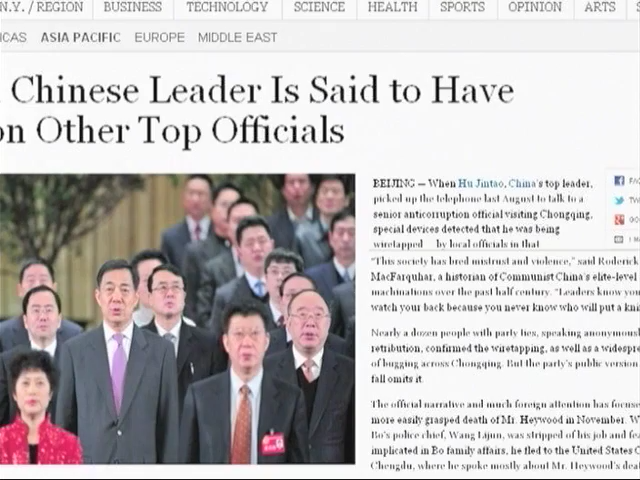 N.Y. / REGION BUSINESS TECHNOLOGY SCIENCE HEALTH SPORTS OPINION ARTS
ICAS ASIA PACIFIC EUROPE MIDDLE EAST
Chinese Leader Is Said to Have
on Other Top Officials
BEIJING — When Hu Jintao, China's top leader,
picked up the telephone last August to talk to a
senior anticorruption official visiting Chongqing,
special devices detected that he was being
wiretapped by local officials in that
"This society has bred mistrust and violence," said Roderick
MacFarquhar, a historian of Communist China's elite-level
machinations over the past half century. "Leaders know you
watch your back because you never know who will put a kni
Nearly a dozen people with party ties, speaking anonymousl
retribution, confirmed the wiretapping, as well as a widespre
of bugging across Chongqing. But the party's public version
fall omits it.
The official narrative and much foreign attention has focuse
more easily grasped death of Mr. Heywood in November. W
Bo's police chief, Wang Lijun, was stripped of his job and fea
implicated in Bo family affairs, he fled to the United States C
Chengdu, where he spoke mostly about Mr. Heywood's deat